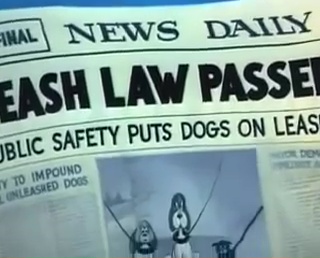 FINAL
NEWS DAILY
EASH LAW PASSE
UBLIC SAFETY PUTS DOGS ON LEAS
TY TO IMPOUND
UNLEASHED DOGS